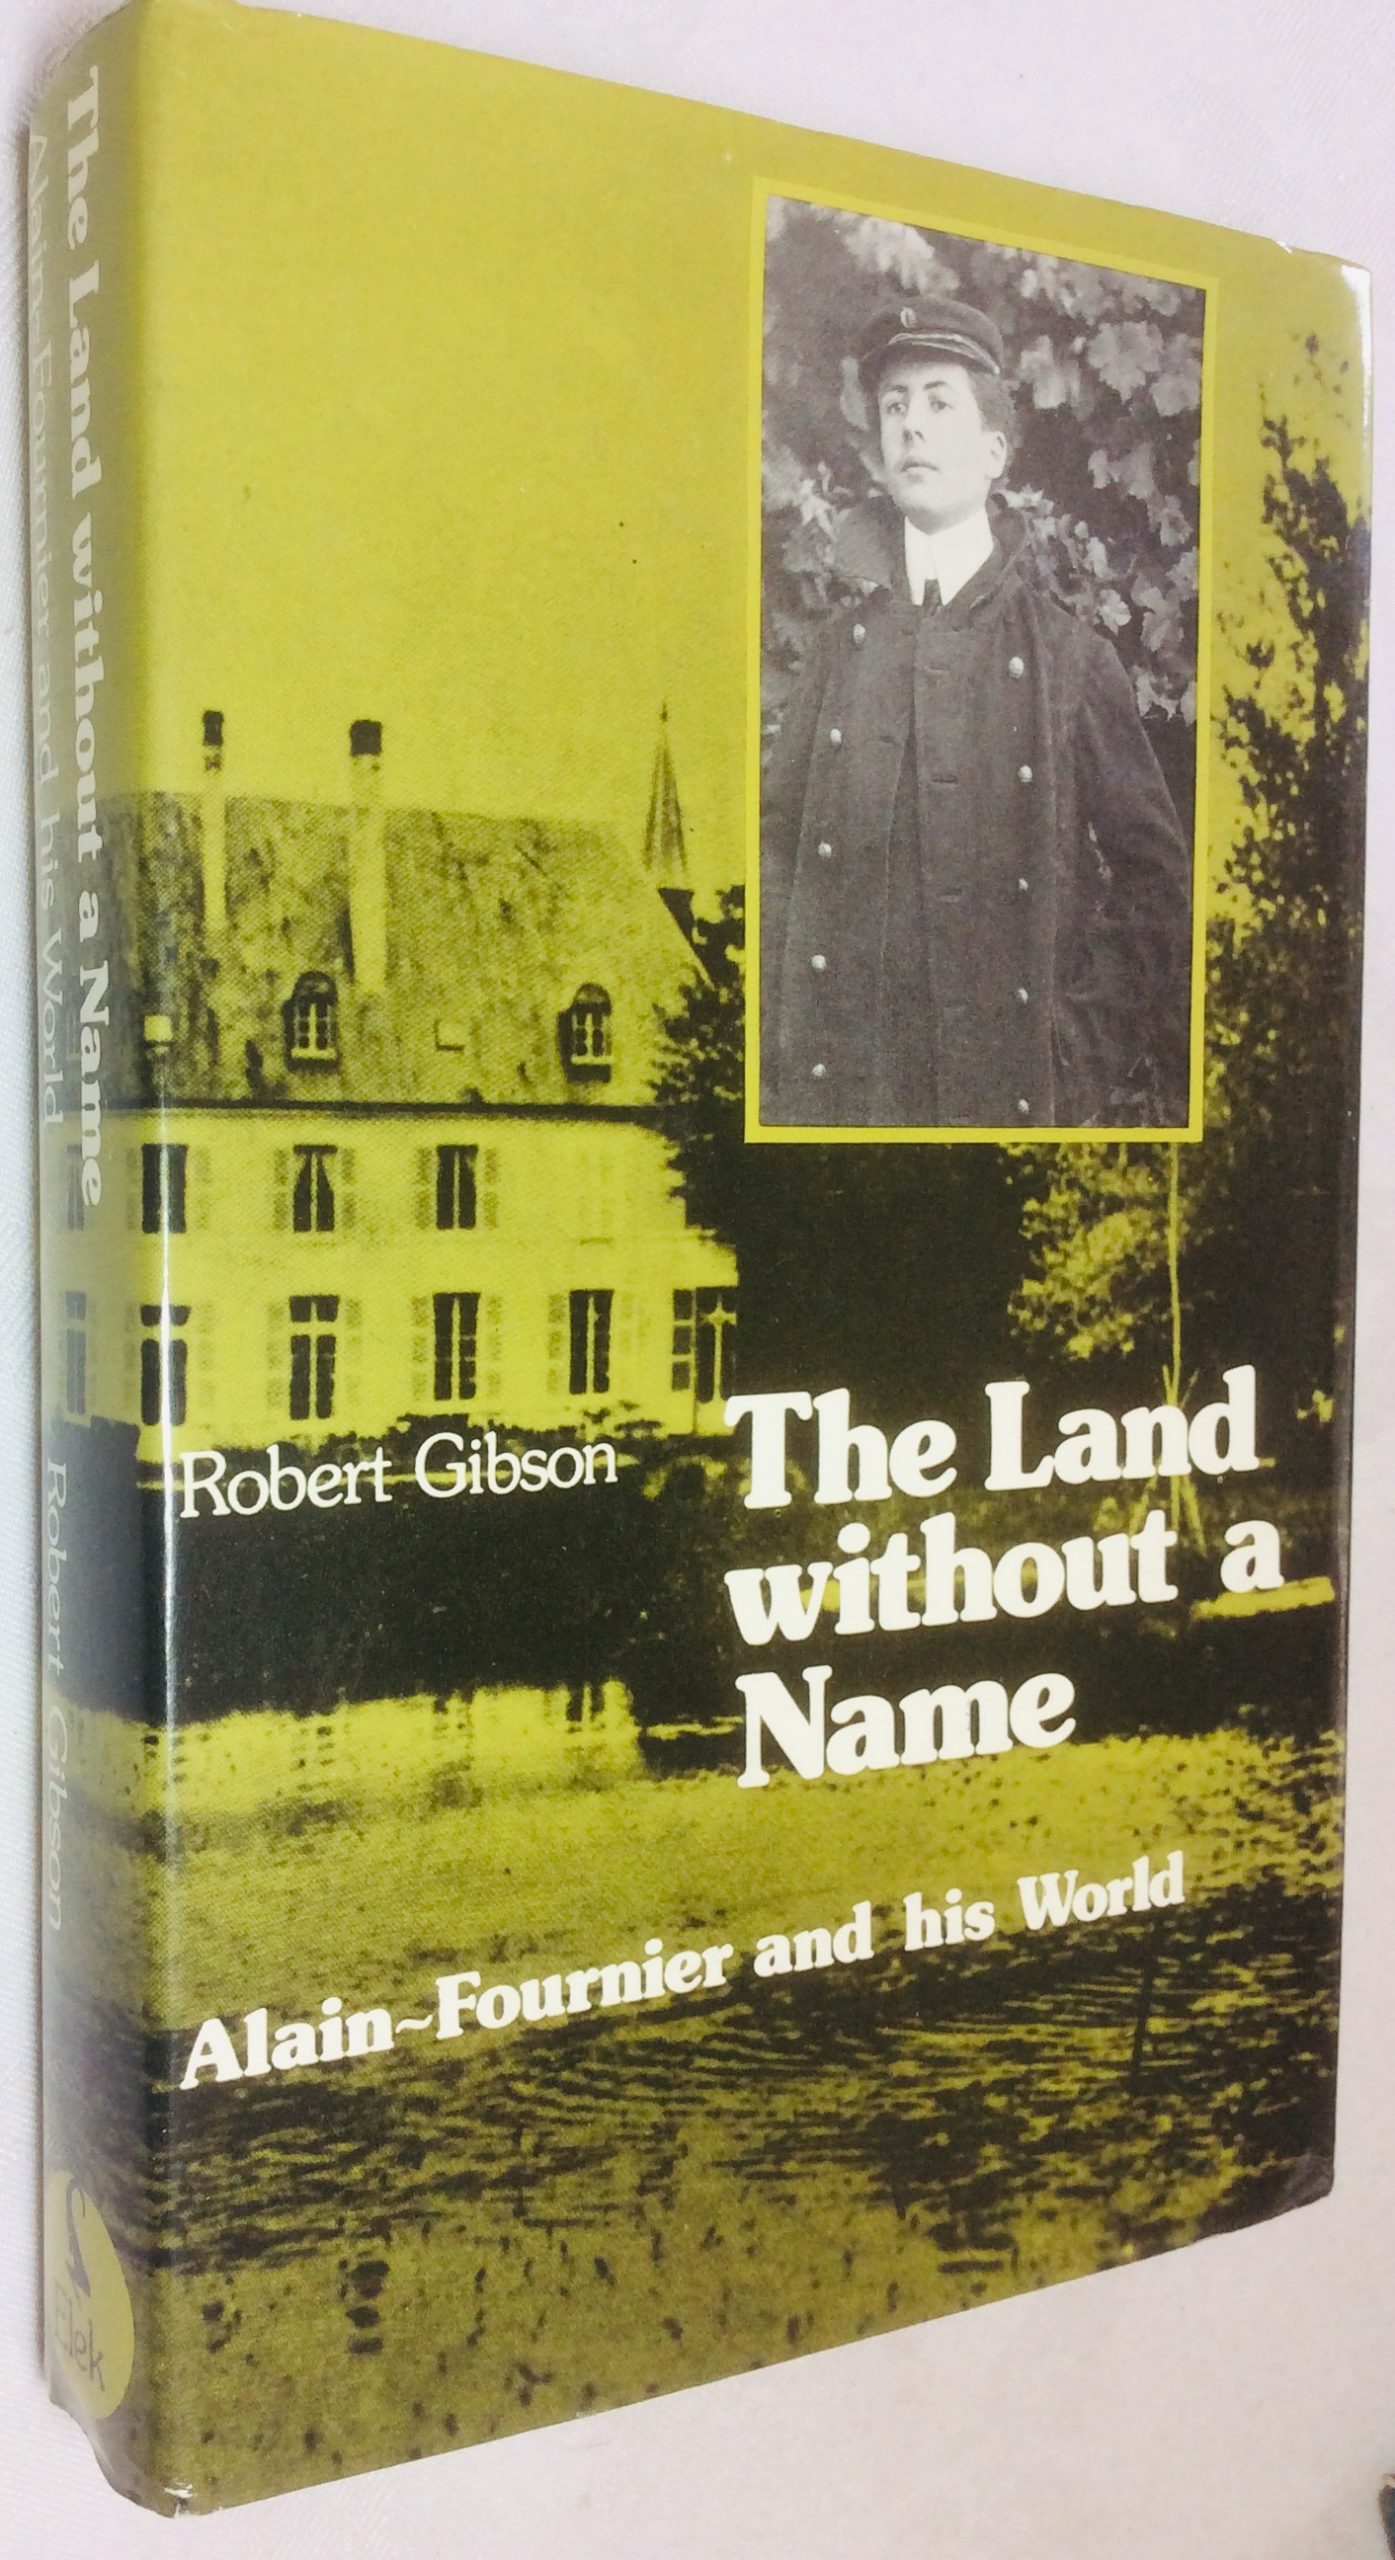 The Land without a Name
Alain~Fournier and his World
Robert Gibson
Elek
Robert Gibson
The Land
without a
Name
Alain~Fournier and his World